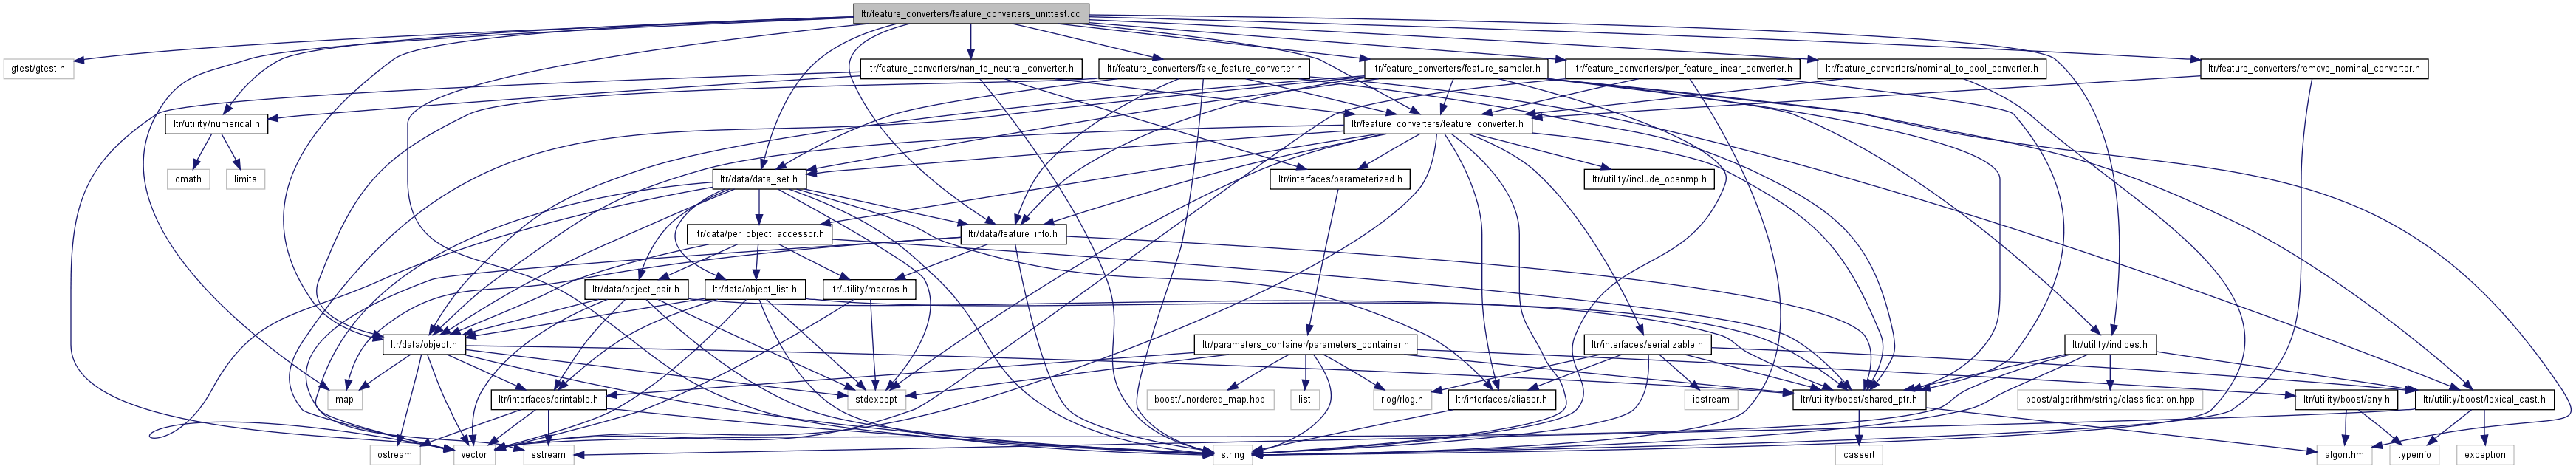 ltr/feature_converters/feature_converters_unittest.cc
gtest/gtest.h
ltr/feature_converters/nan_to_neutral_converter.h
ltr/feature_converters/fake_feature_converter.h
ltr/feature_converters/feature_sampler.h
ltr/feature_converters/per_feature_linear_converter.h
ltr/feature_converters/nominal_to_bool_converter.h
ltr/feature_converters/remove_nominal_converter.h
ltr/utility/numerical.h
ltr/feature_converters/feature_converter.h
cmath
limits
ltr/data/data_set.h
ltr/interfaces/parameterized.h
ltr/utility/include_openmp.h
ltr/data/per_object_accessor.h
ltr/data/feature_info.h
ltr/data/object_pair.h
ltr/data/object_list.h
ltr/utility/macros.h
ltr/data/object.h
ltr/parameters_container/parameters_container.h
ltr/interfaces/serializable.h
ltr/utility/indices.h
map
ltr/interfaces/printable.h
stdexcept
boost/unordered_map.hpp
list
rlog/rlog.h
ltr/interfaces/aliaser.h
iostream
ltr/utility/boost/shared_ptr.h
boost/algorithm/string/classification.hpp
ltr/utility/boost/any.h
ltr/utility/boost/lexical_cast.h
ostream
vector
sstream
string
cassert
algorithm
typeinfo
exception